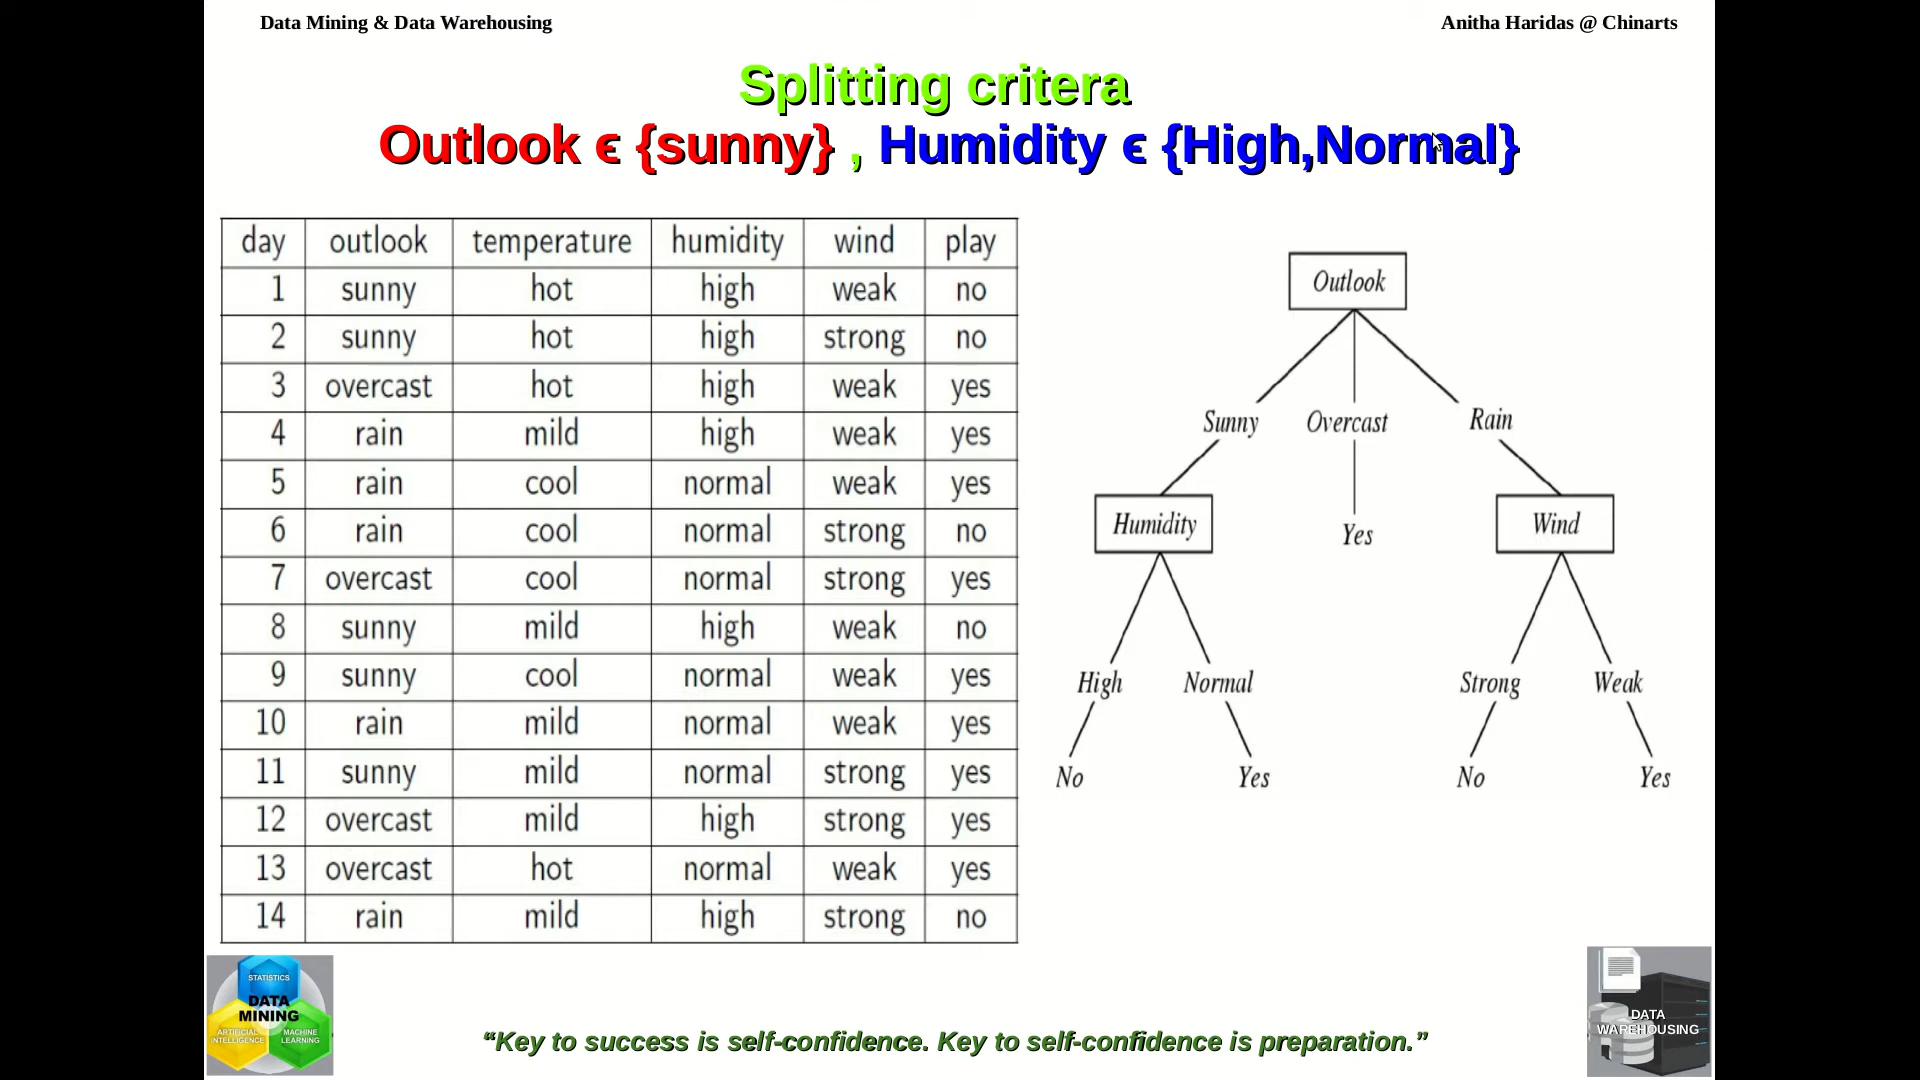 Data Mining & Data Warehousing
Anitha Haridas @ Chinarts
Splitting critera
Outlook ϵ {sunny} , Humidity ϵ {High,Normal}
day outlook temperature humidity wind play
1 sunny hot high weak no
2 sunny hot high strong no
3 overcast hot high weak yes
4 rain mild high weak yes
5 rain cool normal weak yes
6 rain cool normal strong no
7 overcast cool normal strong yes
8 sunny mild high weak no
9 sunny cool normal weak yes
10 rain mild normal weak yes
11 sunny mild normal strong yes
12 overcast mild high strong yes
13 overcast hot normal weak yes
14 rain mild high strong no
Outlook
Sunny Overcast Rain
Humidity Yes Wind
High Normal Strong Weak
No Yes No Yes
STATISTICS
DATA
MINING
ARTIFICIAL
INTELLIGENCE
MACHINE
LEARNING
“Key to success is self-confidence. Key to self-confidence is preparation.”
DATA
WAREHOUSING